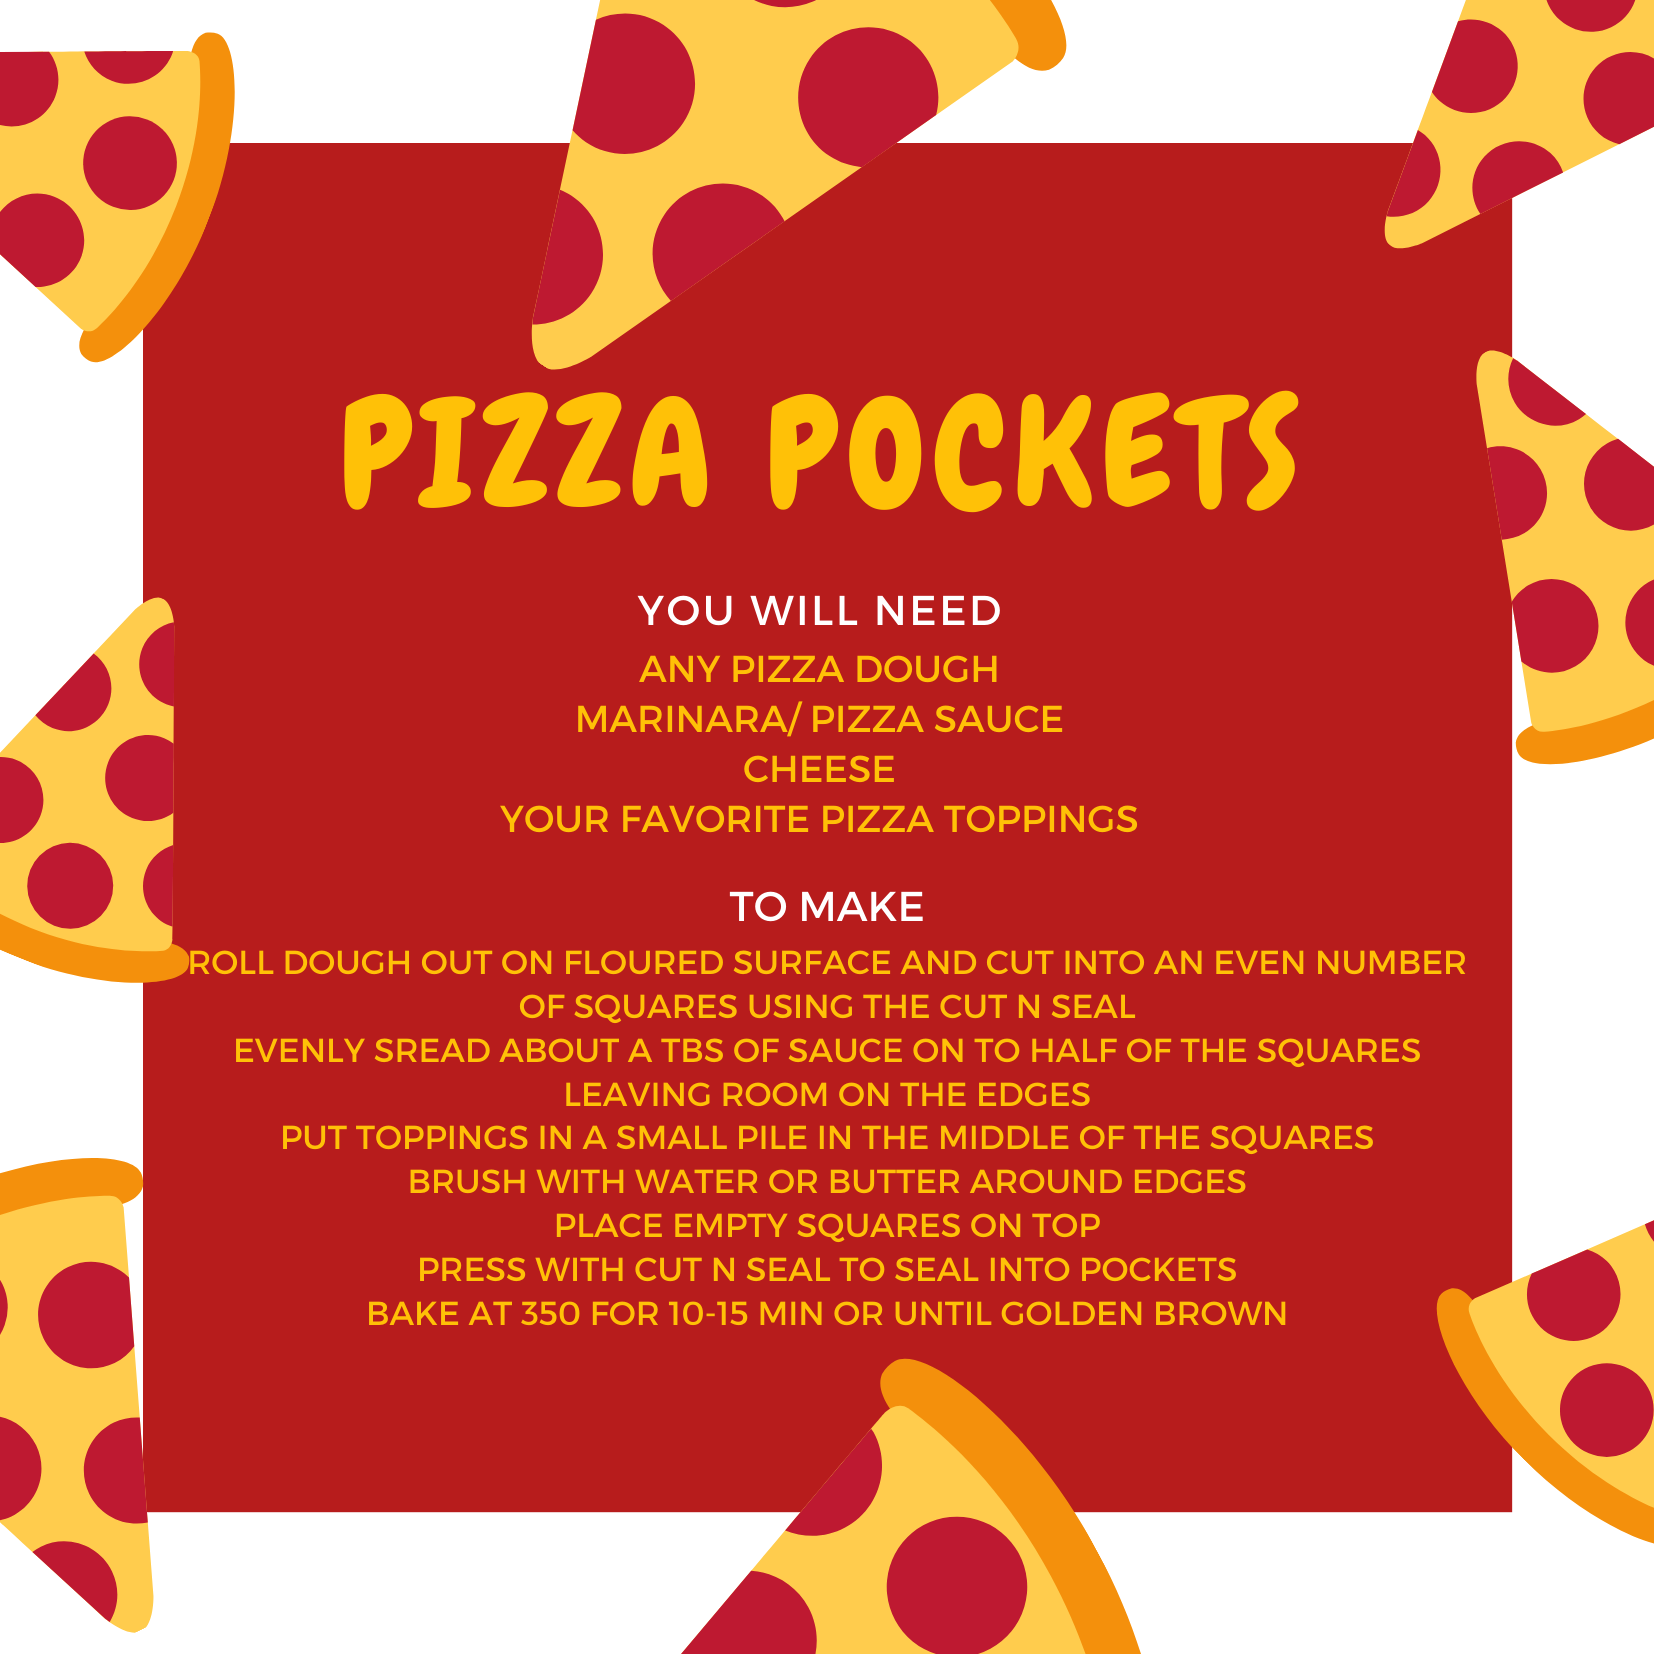 PIZZA POCKETS
YOU WILL NEED
ANY PIZZA DOUGH
MARINARA/ PIZZA SAUCE
CHEESE
YOUR FAVORITE PIZZA TOPPINGS
TO MAKE
ROLL DOUGH OUT ON FLOURED SURFACE AND CUT INTO AN EVEN NUMBER
OF SQUARES USING THE CUT N SEAL
EVENLY SREAD ABOUT A TBS OF SAUCE ON TO HALF OF THE SQUARES
LEAVING ROOM ON THE EDGES
PUT TOPPINGS IN A SMALL PILE IN THE MIDDLE OF THE SQUARES
BRUSH WITH WATER OR BUTTER AROUND EDGES
PLACE EMPTY SQUARES ON TOP
PRESS WITH CUT N SEAL TO SEAL INTO POCKETS
BAKE AT 350 FOR 10-15 MIN OR UNTIL GOLDEN BROWN